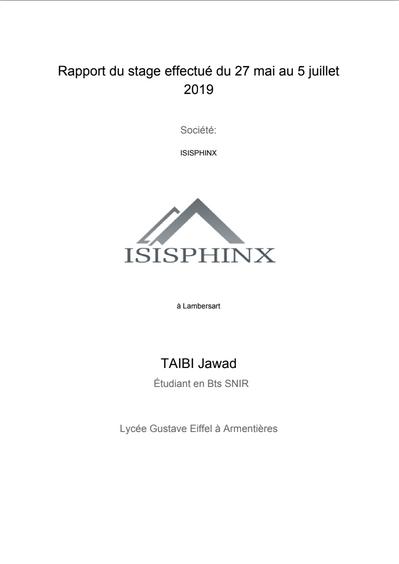 Rapport du stage effectué du 27 mai au 5 juillet
2019
Société:
ISISPHINX
ISISPHINX
à Lambersart
TAIBI Jawad
Étudiant en Bts SNIR
Lycée Gustave Eiffel à Armentières